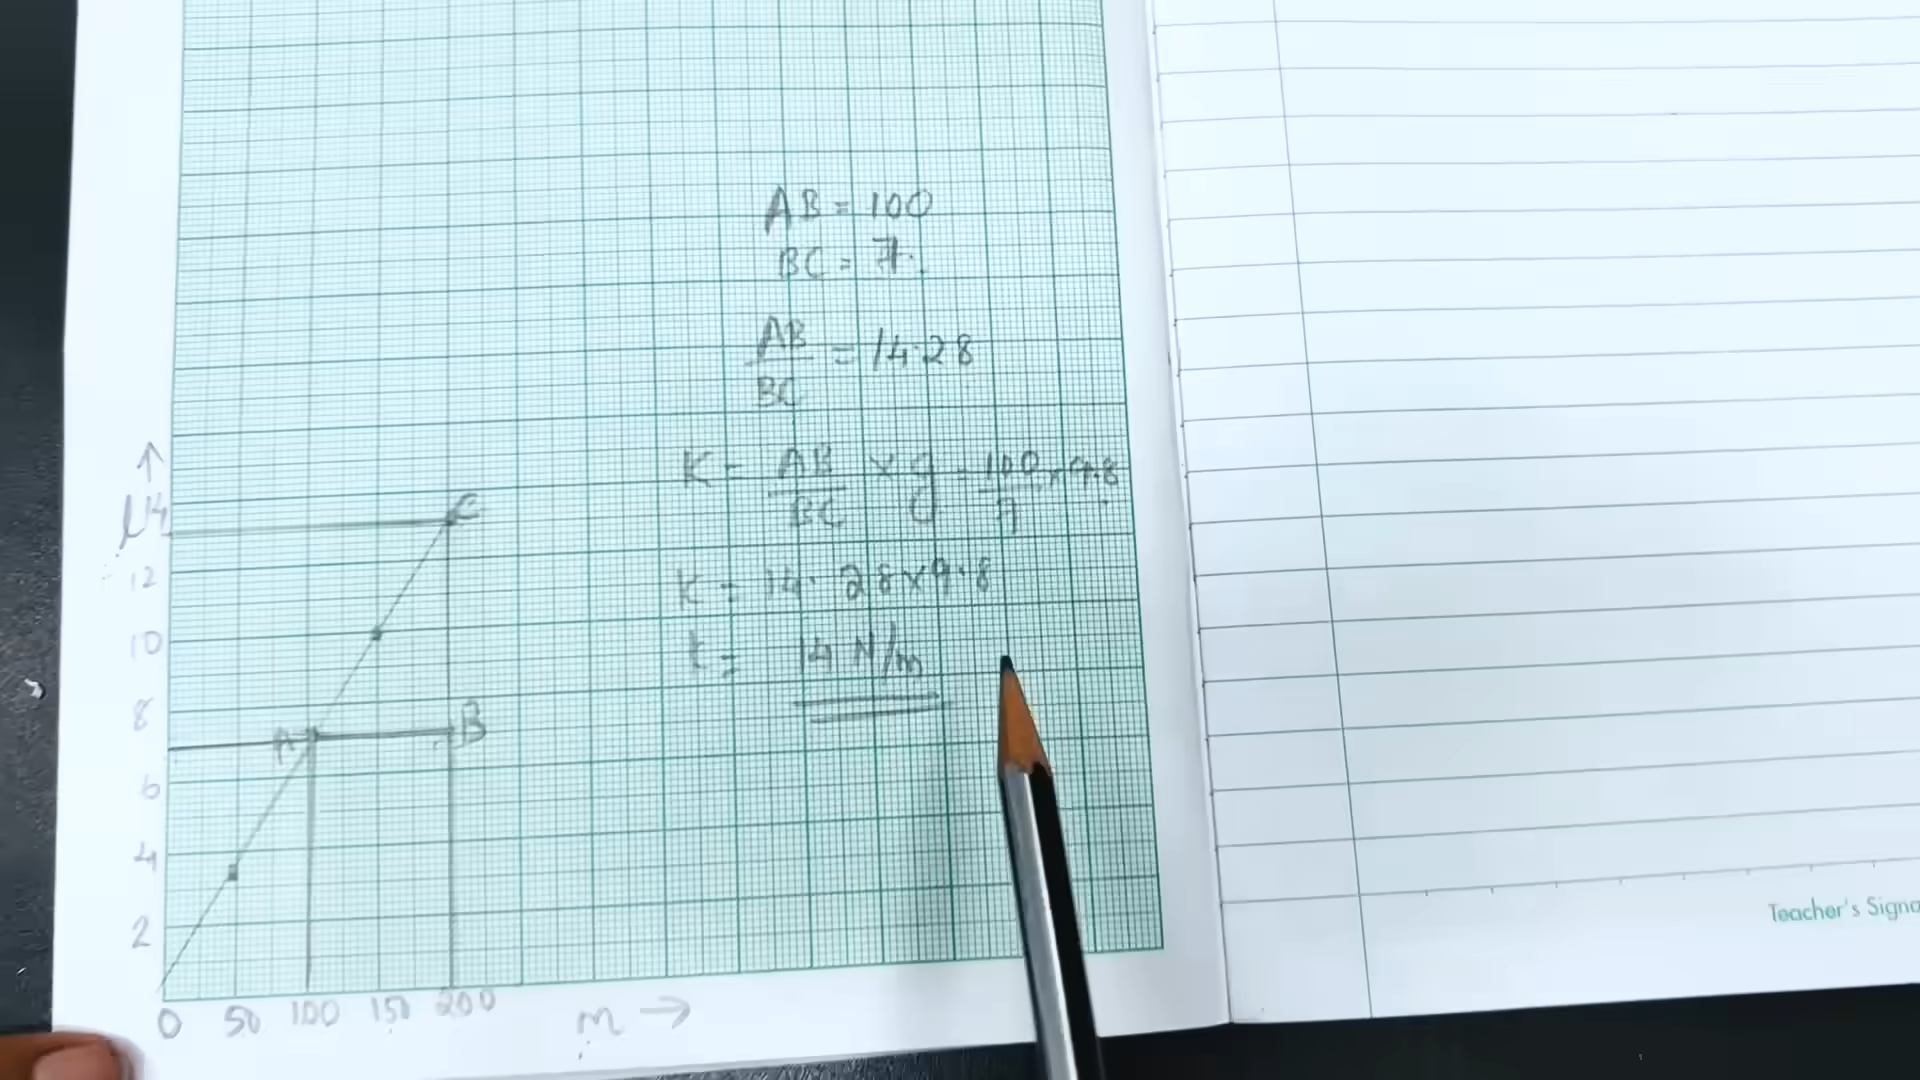 AB = 100
BC = 7.
AB
BC
= 14.28
K = AB/BC × g = 100/7 × 9.8
K = 14.28×9.8
k = 14 N/m
↑
l
14
12
10
8
6
4
2
C
A
B
0 50 100 150 200
m →
Teacher's Signa